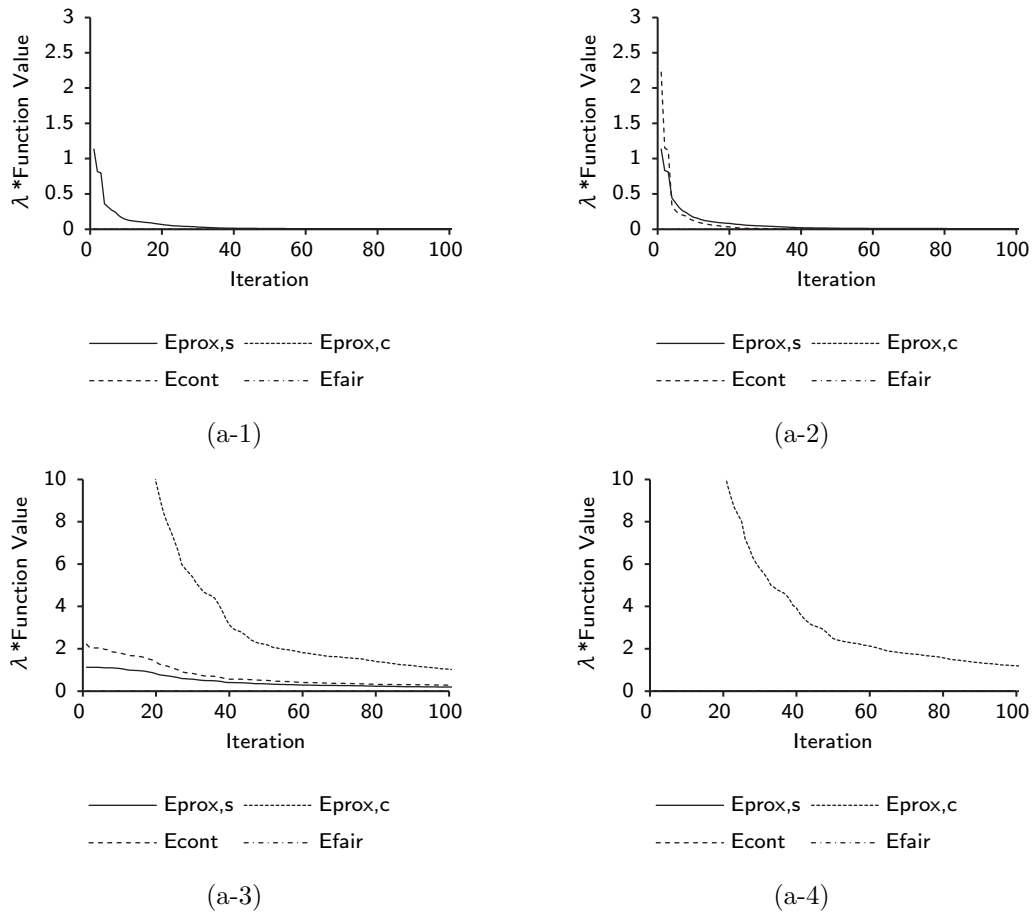 3
2.5
2
1.5
1
0.5
0
λ *Function Value
0 20 40 60 80 100
Iteration
Eprox,s Eprox,c
Econt Efair
(a-1)
3
2.5
2
1.5
1
0.5
0
λ *Function Value
0 20 40 60 80 100
Iteration
Eprox,s Eprox,c
Econt Efair
(a-2)
10
8
6
4
2
0
λ *Function Value
0 20 40 60 80 100
Iteration
Eprox,s Eprox,c
Econt Efair
(a-3)
10
8
6
4
2
0
λ *Function Value
0 20 40 60 80 100
Iteration
Eprox,s Eprox,c
Econt Efair
(a-4)